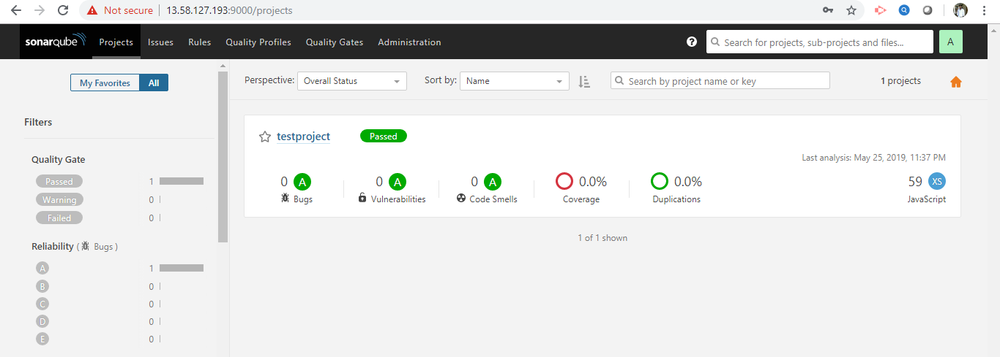 Not secure | 13.58.127.193:9000/projects
sonarqube Projects Issues Rules Quality Profiles Quality Gates Administration ? Search for projects, sub-projects and files... A
My Favorites All
Perspective: Overall Status Sort by: Name Search by project name or key 1 projects
Filters
Quality Gate
Passed 1
Warning 0
Failed 0
Reliability ( Bugs )
A 1
B 0
C 0
D 0
E 0
testproject Passed
Last analysis: May 25, 2019, 11:37 PM
0 A 0 A 0 A 0.0% 0.0% 59 XS
Bugs Vulnerabilities Code Smells Coverage Duplications JavaScript
1 of 1 shown